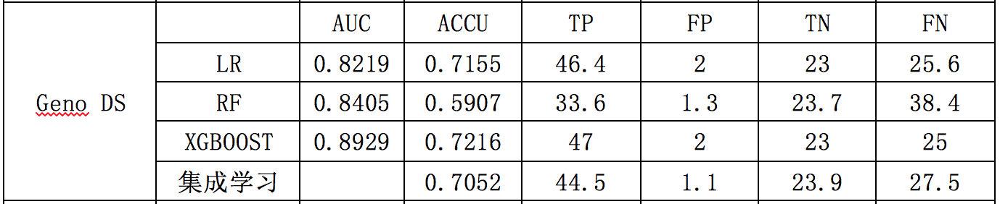 AUC ACCU TP FP TN FN
LR 0.8219 0.7155 46.4 2 23 25.6
Geno DS
RF 0.8405 0.5907 33.6 1.3 23.7 38.4
XGBOOST 0.8929 0.7216 47 2 23 25
集成学习 0.7052 44.5 1.1 23.9 27.5